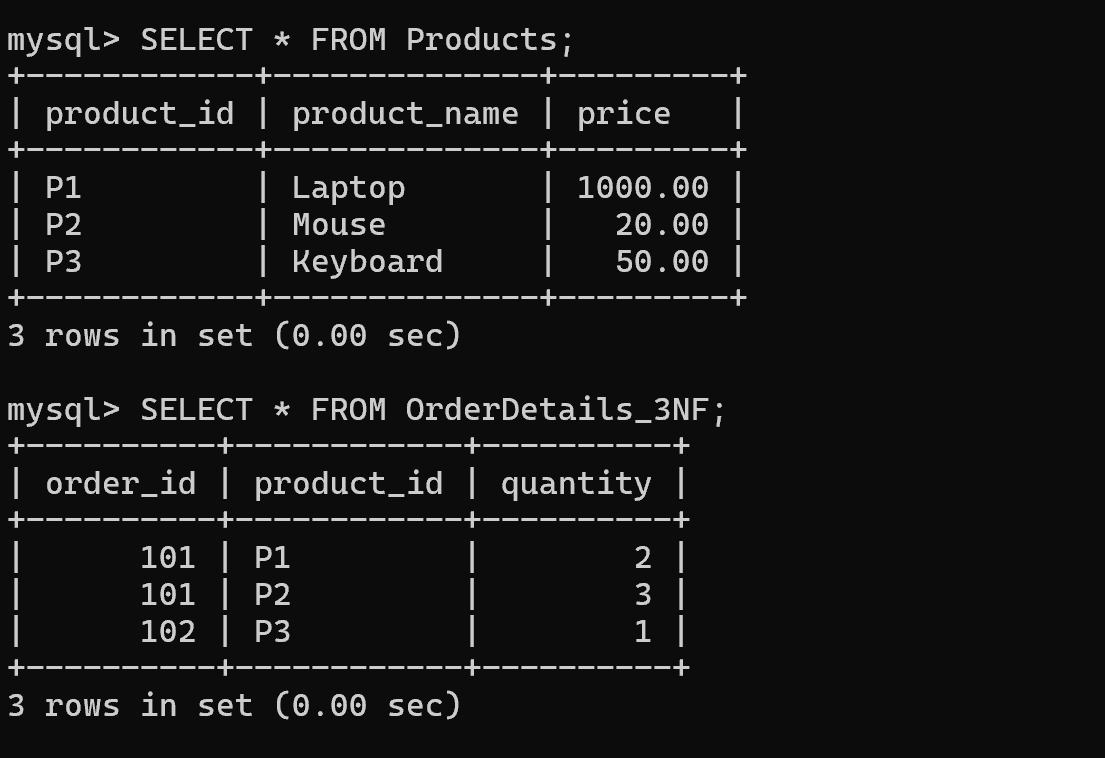 mysql> SELECT * FROM Products;
+------------+--------------+---------+
| product_id | product_name | price   |
+------------+--------------+---------+
| P1         | Laptop       | 1000.00 |
| P2         | Mouse        |   20.00 |
| P3         | Keyboard     |   50.00 |
+------------+--------------+---------+
3 rows in set (0.00 sec)

mysql> SELECT * FROM OrderDetails_3NF;
+----------+------------+----------+
| order_id | product_id | quantity |
+----------+------------+----------+
|      101 | P1         |        2 |
|      101 | P2         |        3 |
|      102 | P3         |        1 |
+----------+------------+----------+
3 rows in set (0.00 sec)